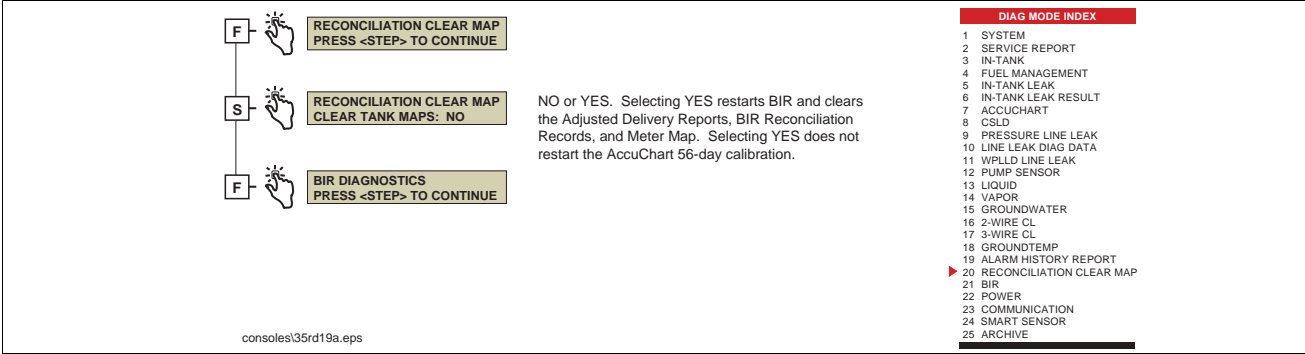 F
RECONCILIATION CLEAR MAP
PRESS <STEP> TO CONTINUE
S
RECONCILIATION CLEAR MAP
CLEAR TANK MAPS: NO
NO or YES. Selecting YES restarts BIR and clears
the Adjusted Delivery Reports, BIR Reconciliation
Records, and Meter Map. Selecting YES does not
restart the AccuChart 56-day calibration.
F
BIR DIAGNOSTICS
PRESS <STEP> TO CONTINUE
consoles\35rd19a.eps
DIAG MODE INDEX
1 SYSTEM
2 SERVICE REPORT
3 IN-TANK
4 FUEL MANAGEMENT
5 IN-TANK LEAK
6 IN-TANK LEAK RESULT
7 ACCUCHART
8 CSLD
9 PRESSURE LINE LEAK
10 LINE LEAK DIAG DATA
11 WPLLD LINE LEAK
12 PUMP SENSOR
13 LIQUID
14 VAPOR
15 GROUNDWATER
16 2-WIRE CL
17 3-WIRE CL
18 GROUNDTEMP
19 ALARM HISTORY REPORT
20 RECONCILIATION CLEAR MAP
21 BIR
22 POWER
23 COMMUNICATION
24 SMART SENSOR
25 ARCHIVE